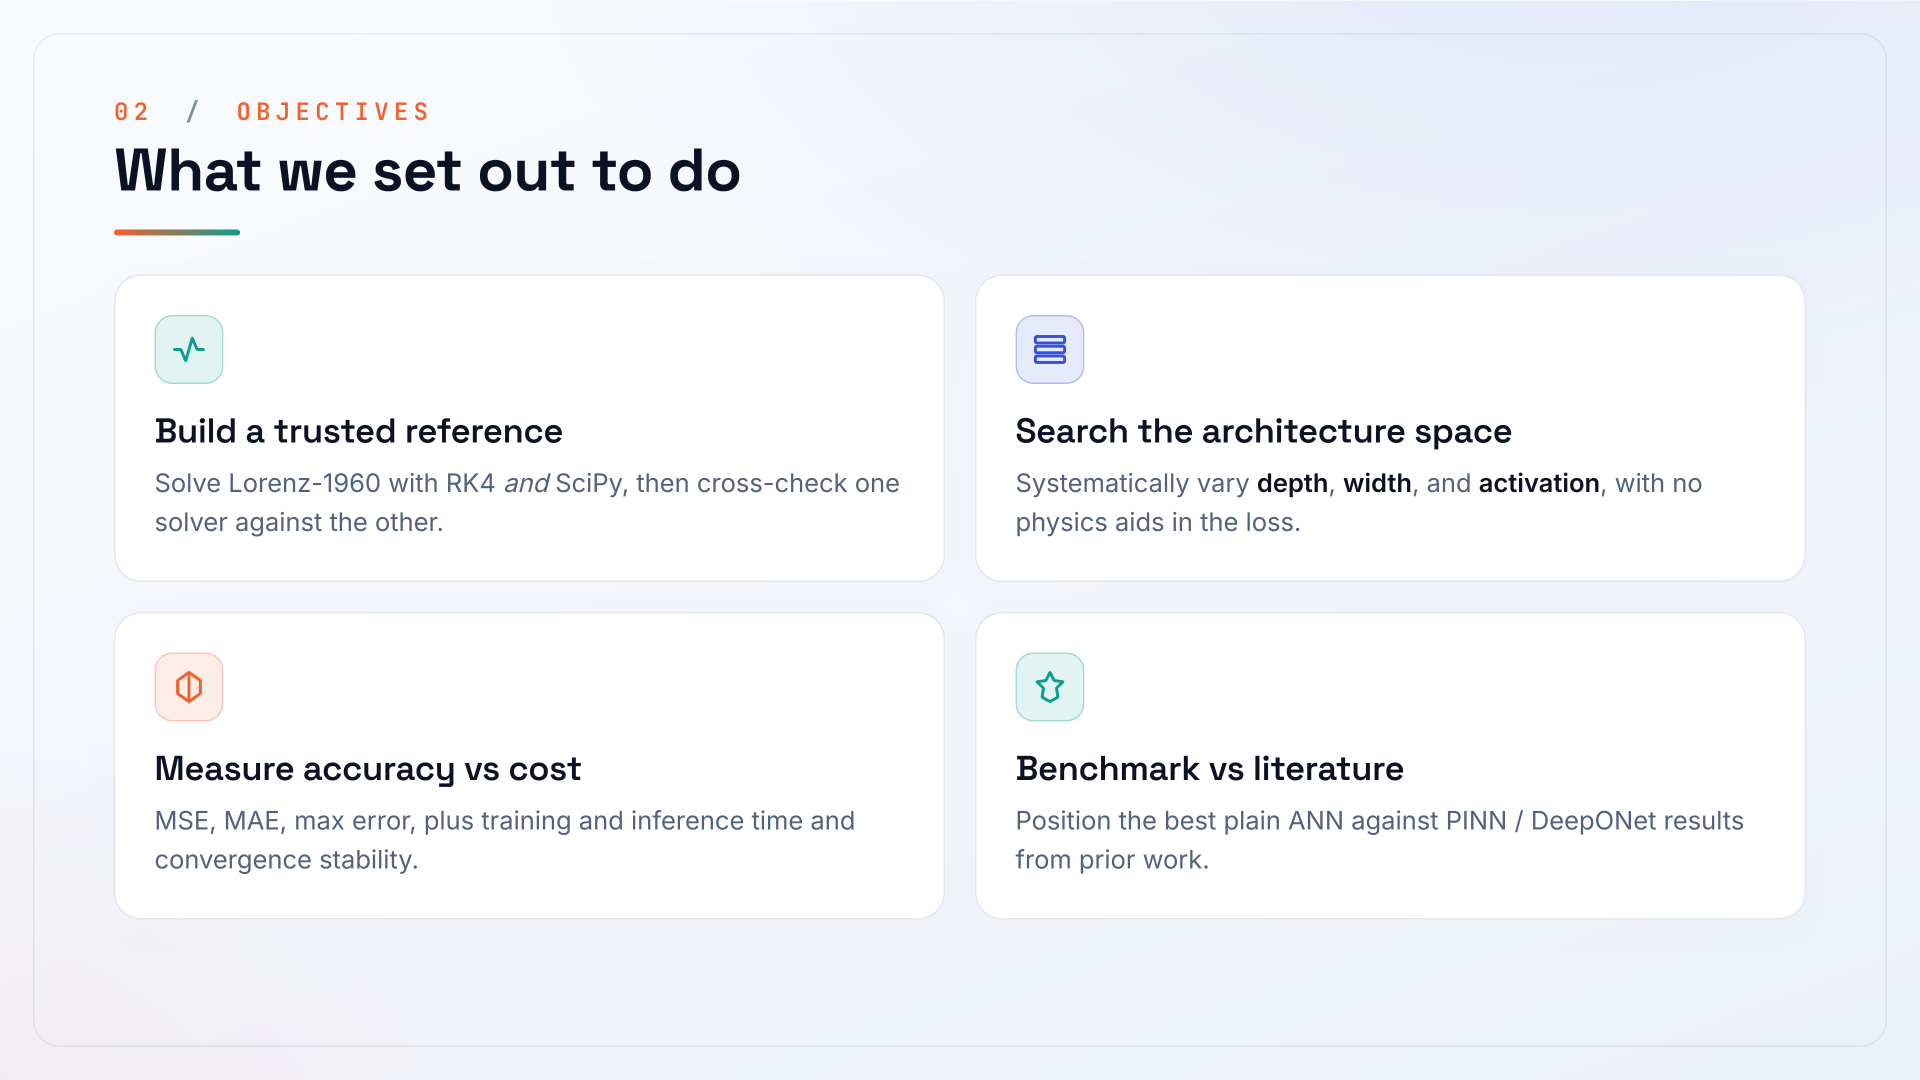 02 / OBJECTIVES
What we set out to do
Build a trusted reference
Solve Lorenz-1960 with RK4 and SciPy, then cross-check one
solver against the other.
Search the architecture space
Systematically vary depth, width, and activation, with no
physics aids in the loss.
Measure accuracy vs cost
MSE, MAE, max error, plus training and inference time and
convergence stability.
Benchmark vs literature
Position the best plain ANN against PINN / DeepONet results
from prior work.